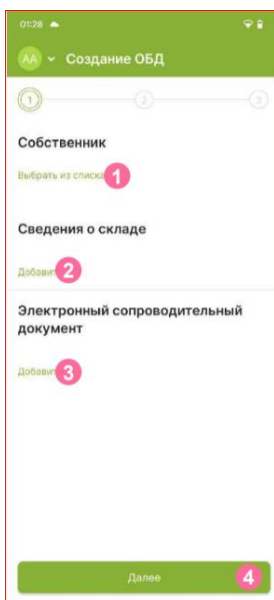 01:28
АА Создание ОБД
1 2 3
Собственник
Выбрать из списка 1
Сведения о складе
Добавить 2
Электронный сопроводительный
документ
Добавить 3
Далее 4